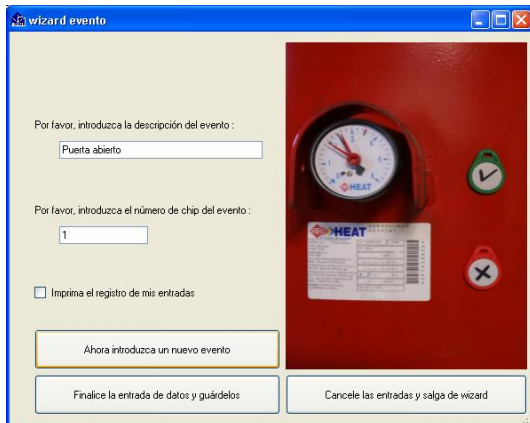 wizard evento
Por favor, introduzca la descripción del evento :
Puerta abierto
Por favor, introduzca el número de chip del evento :
1
Imprima el registro de mis entradas
Ahora introduzca un nuevo evento
Finalice la entrada de datos y guárdelos
Cancele las entradas y salga de wizard
HEAT
HEAT